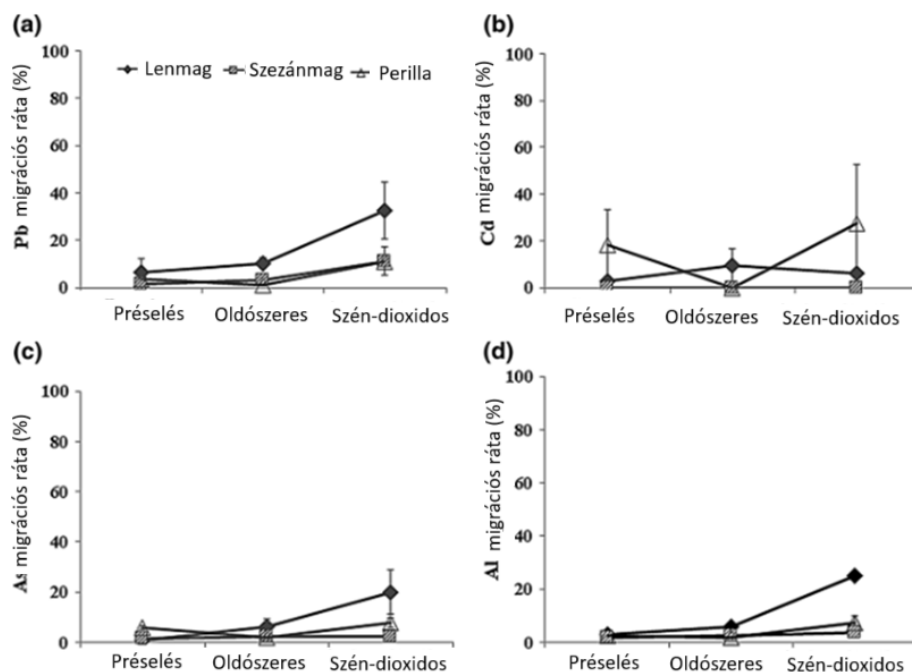 (a)
100
80
60
40
20
0
Pb migrációs ráta (%)
Lenmag Szezánmag Perilla
Préselés Oldószeres Szén-dioxidos
(b)
100
80
60
40
20
0
Cd migrációs ráta (%)
Préselés Oldószeres Szén-dioxidos
(c)
100
80
60
40
20
0
As migrációs ráta (%)
Préselés Oldószeres Szén-dioxidos
(d)
100
80
60
40
20
0
Al migrációs ráta (%)
Préselés Oldószeres Szén-dioxidos